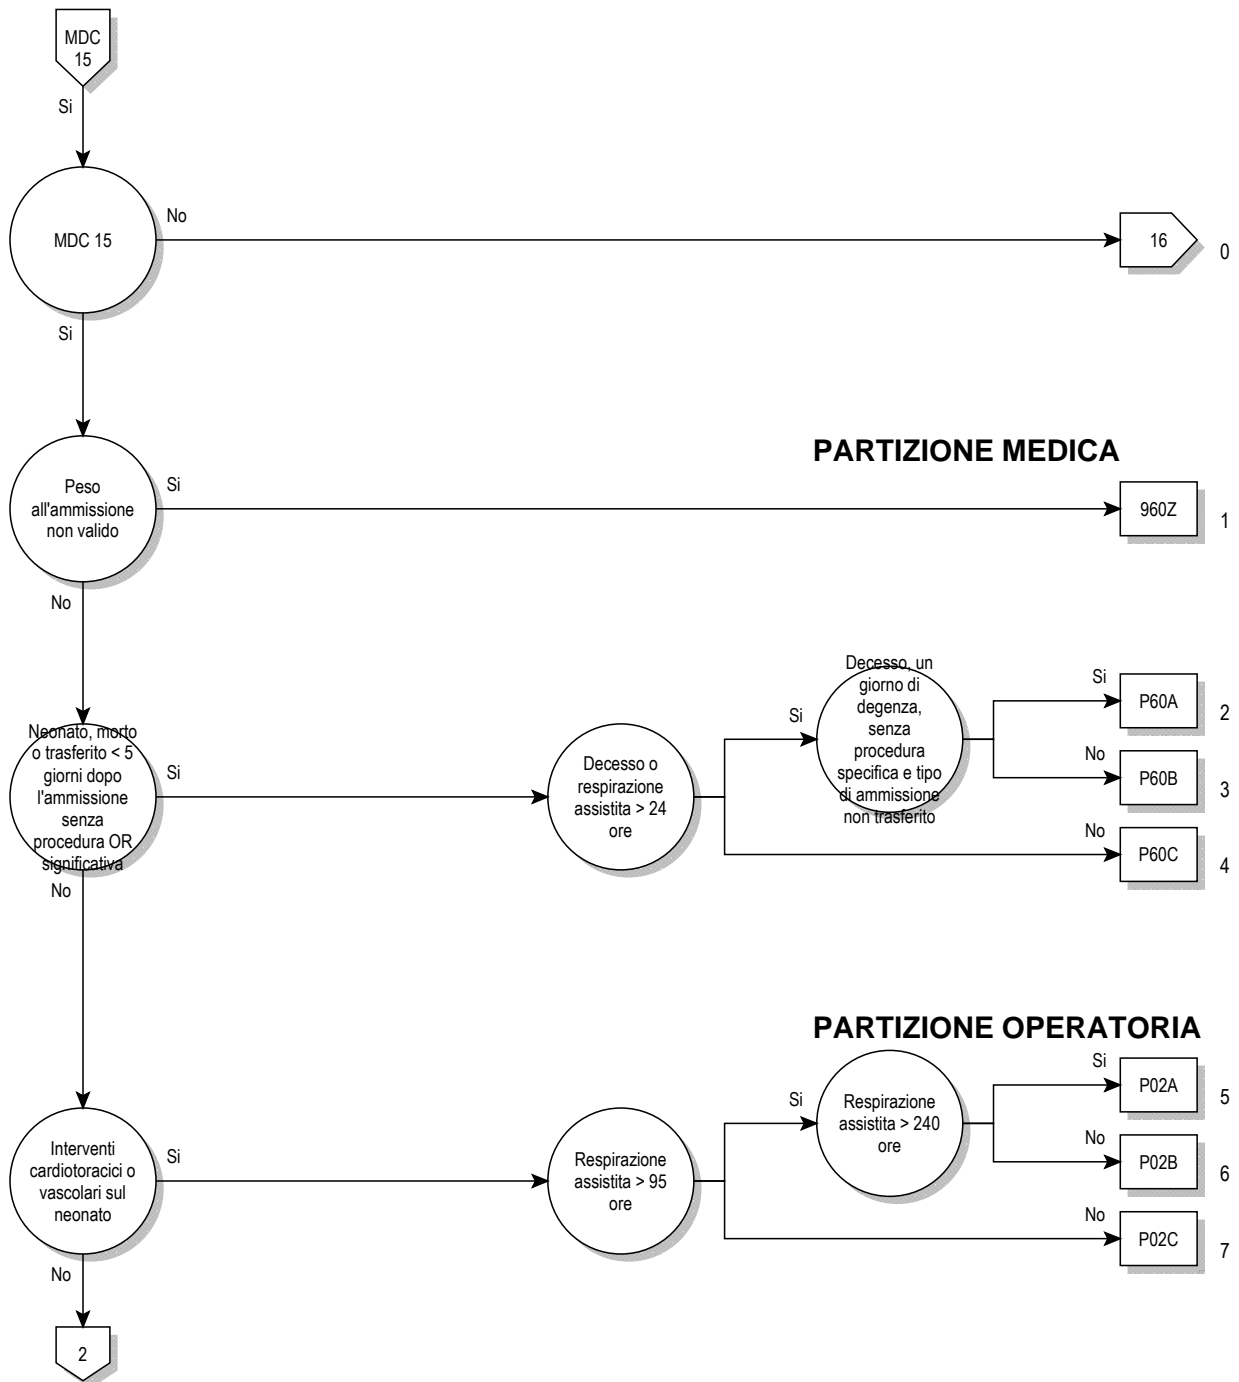 MDC
15
Si
MDC 15
No
16
0
Si
PARTIZIONE MEDICA
Peso
all'ammissione
non valido
Si
960Z
1
No
Neonato, morto
o trasferito < 5
giorni dopo
l'ammissione
senza
procedura OR
significativa
Si
Decesso o
respirazione
assistita > 24
ore
Si
Decesso, un
giorno di
degenza,
senza
procedura
specifica e tipo
di ammissione
non trasferito
Si
P60A
2
No
P60B
3
No
P60C
4
No
PARTIZIONE OPERATORIA
Interventi
cardiotoracici o
vascolari sul
neonato
Si
Respirazione
assistita > 95
ore
Si
Respirazione
assistita > 240
ore
Si
P02A
5
No
P02B
6
No
P02C
7
No
2